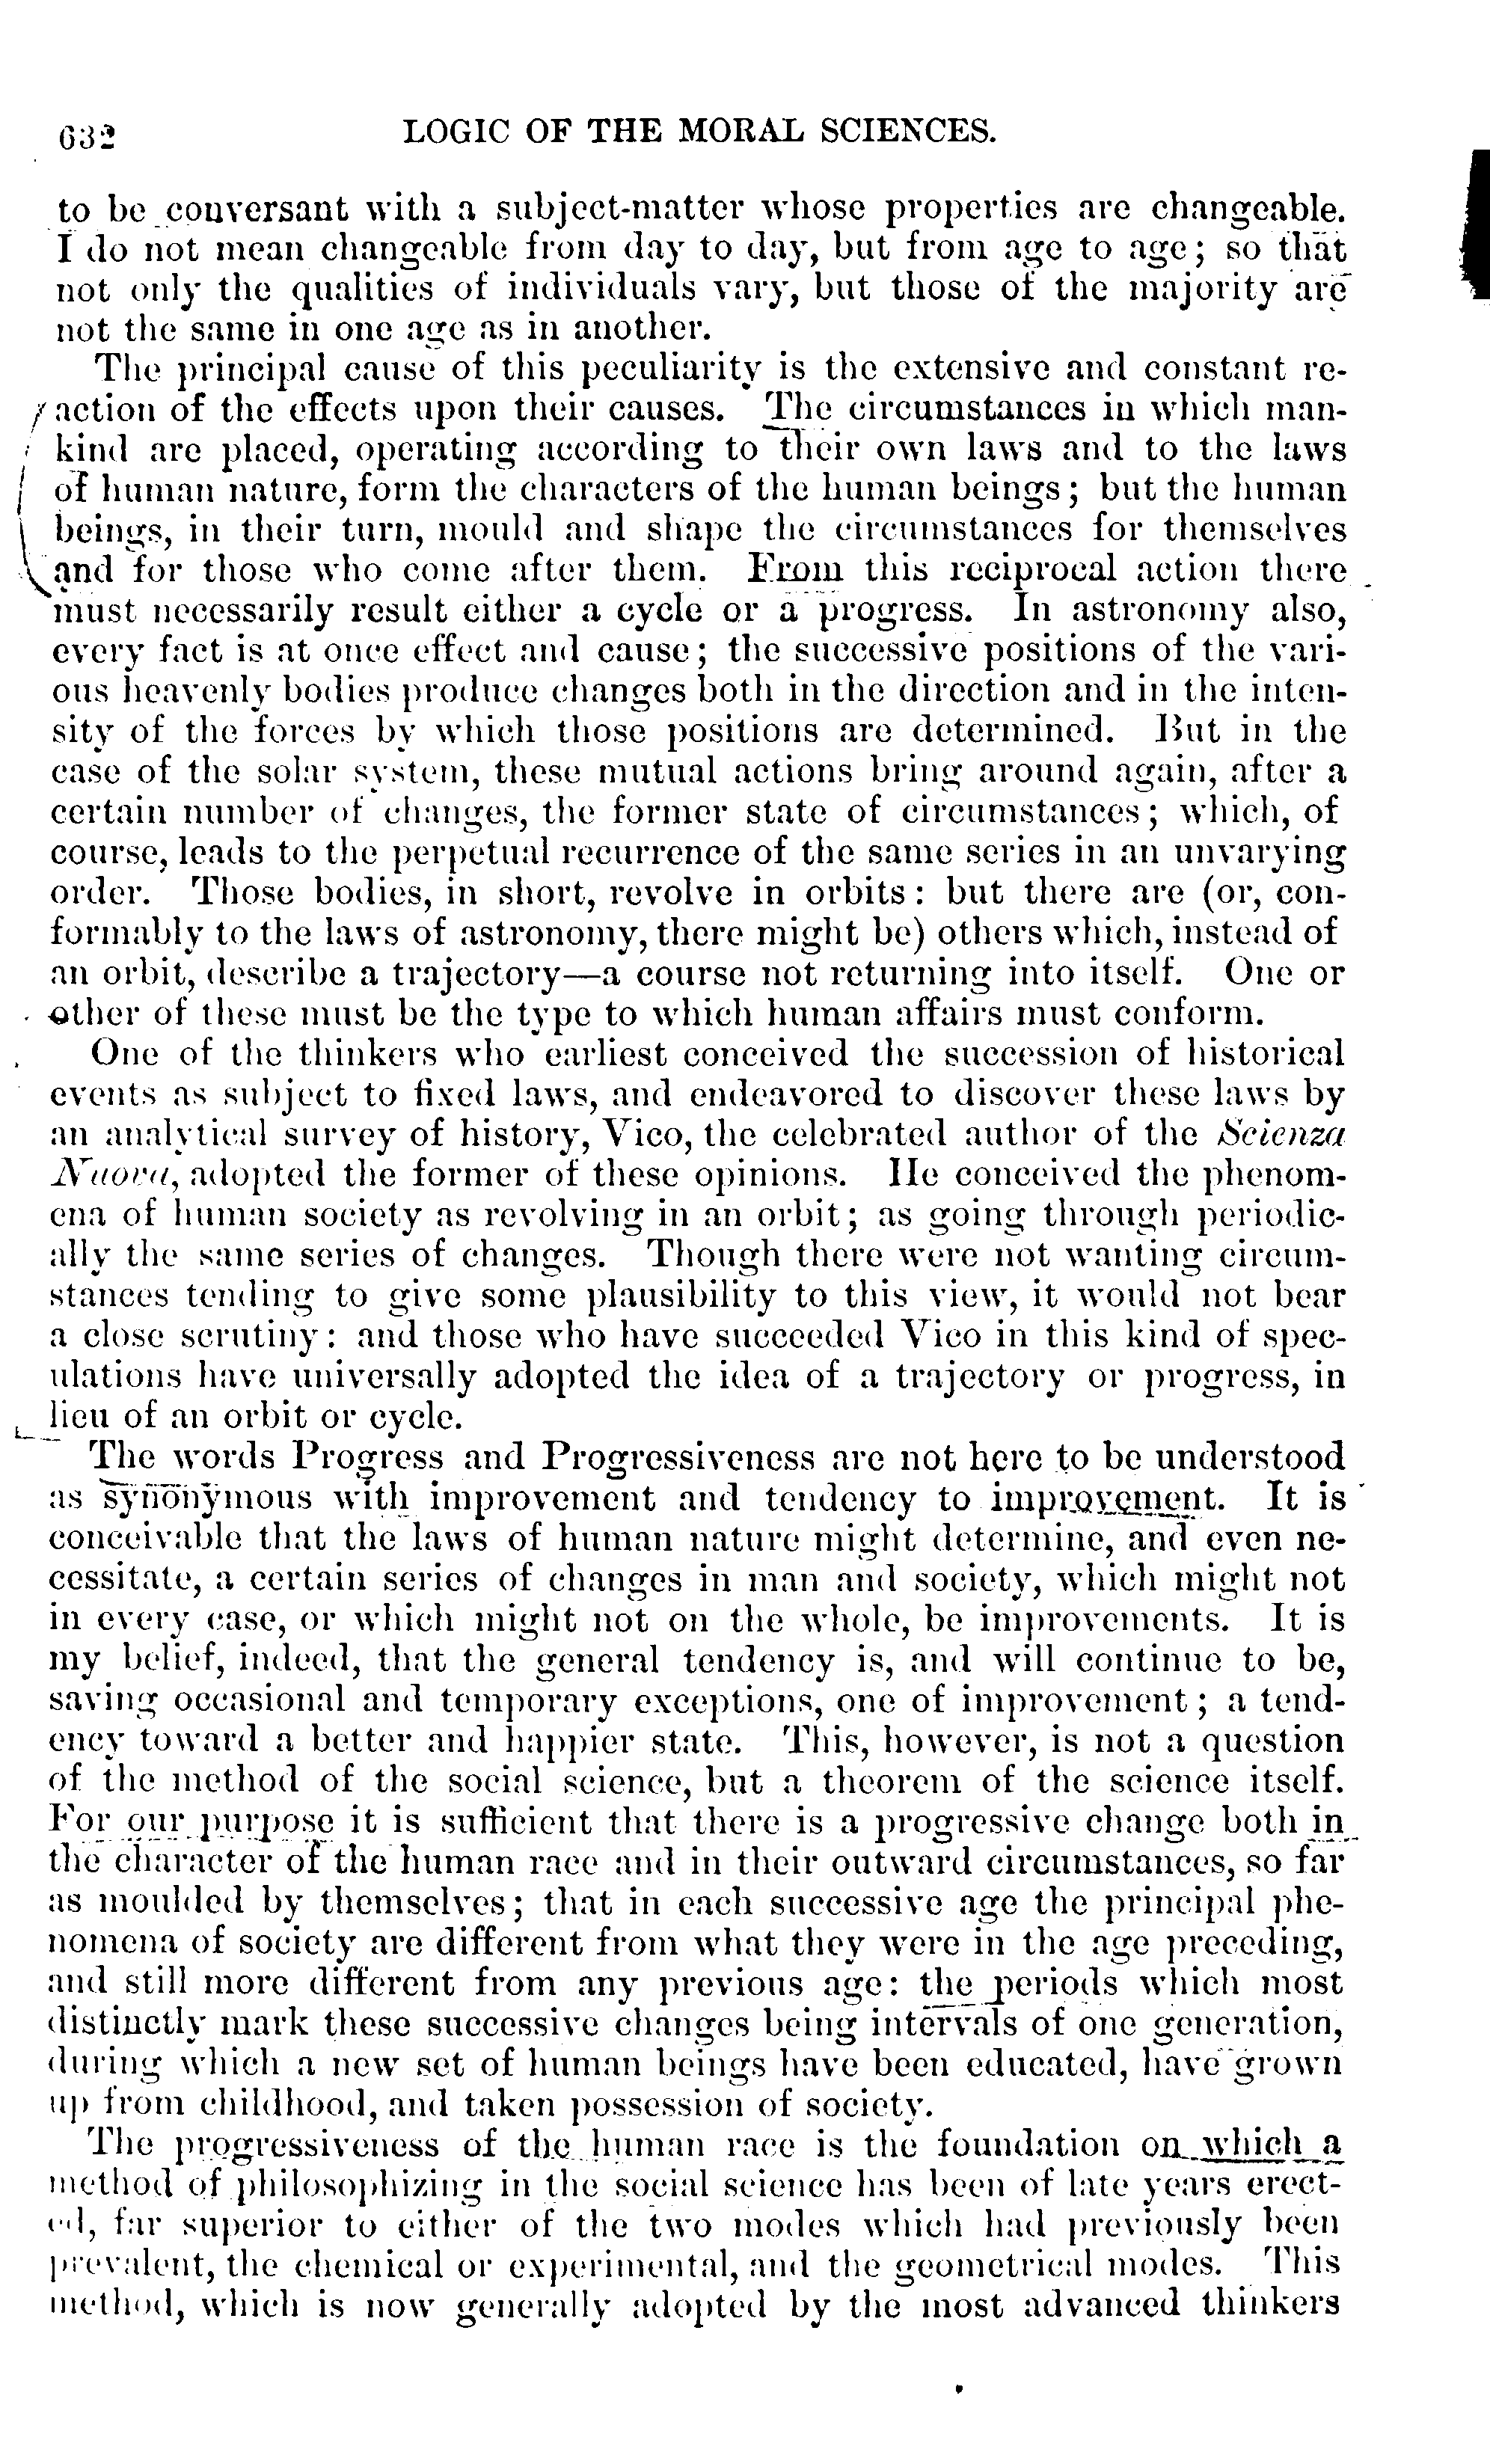 632
LOGIC OF THE MORAL SCIENCES.
to be conversant with a subject-matter whose properties are changeable.
I do not mean changeable from day to day, but from age to age; so that
not only the qualities of individuals vary, but those of the majority are
not the same in one age as in another.
The principal cause of this peculiarity is the extensive and constant re-
action of the effects upon their causes. The circumstances in which man-
kind are placed, operating according to their own laws and to the laws
of human nature, form the characters of the human beings; but the human
beings, in their turn, mould and shape the circumstances for themselves
and for those who come after them. From this reciprocal action there
must necessarily result either a cycle or a progress. In astronomy also,
every fact is at once effect and cause; the successive positions of the vari-
ous heavenly bodies produce changes both in the direction and in the inten-
sity of the forces by which those positions are determined. But in the
case of the solar system, these mutual actions bring around again, after a
certain number of changes, the former state of circumstances; which, of
course, leads to the perpetual recurrence of the same series in an unvarying
order. Those bodies, in short, revolve in orbits: but there are (or, con-
formably to the laws of astronomy, there might be) others which, instead of
an orbit, describe a trajectory—a course not returning into itself. One or
other of these must be the type to which human affairs must conform.
One of the thinkers who earliest conceived the succession of historical
events as subject to fixed laws, and endeavored to discover these laws by
an analytical survey of history, Vico, the celebrated author of the Scienza
Nuova, adopted the former of these opinions. He conceived the phenom-
ena of human society as revolving in an orbit; as going through periodic-
ally the same series of changes. Though there were not wanting circum-
stances tending to give some plausibility to this view, it would not bear
a close scrutiny: and those who have succeeded Vico in this kind of spec-
ulations have universally adopted the idea of a trajectory or progress, in
lieu of an orbit or cycle.
The words Progress and Progressiveness are not here to be understood
as synonymous with improvement and tendency to improvement. It is
conceivable that the laws of human nature might determine, and even ne-
cessitate, a certain series of changes in man and society, which might not
in every case, or which might not on the whole, be improvements. It is
my belief, indeed, that the general tendency is, and will continue to be,
saving occasional and temporary exceptions, one of improvement; a tend-
ency toward a better and happier state. This, however, is not a question
of the method of the social science, but a theorem of the science itself.
For our purpose it is sufficient that there is a progressive change both in
the character of the human race and in their outward circumstances, so far
as moulded by themselves; that in each successive age the principal phe-
nomena of society are different from what they were in the age preceding,
and still more different from any previous age: the periods which most
distinctly mark these successive changes being intervals of one generation,
during which a new set of human beings have been educated, have grown
up from childhood, and taken possession of society.
The progressiveness of the human race is the foundation on which a
method of philosophizing in the social science has been of late years erect-
ed, far superior to either of the two modes which had previously been
prevalent, the chemical or experimental, and the geometrical modes. This
method, which is now generally adopted by the most advanced thinkers